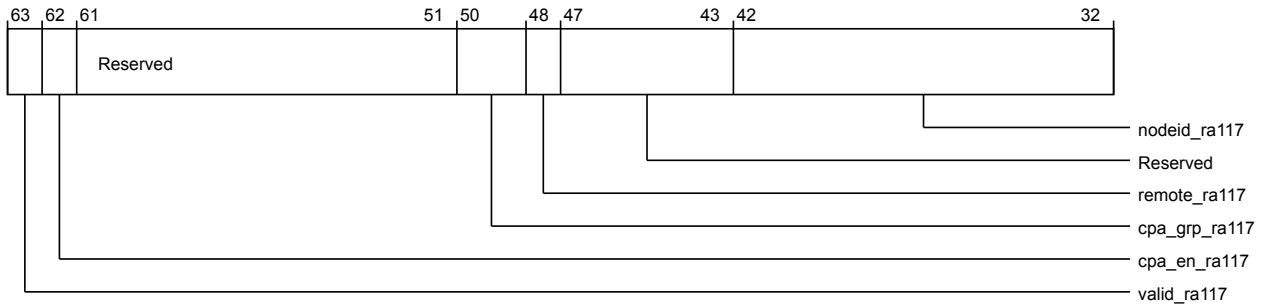 63 62 61 51 50 48 47 43 42 32
Reserved
nodeid_ra117
Reserved
remote_ra117
cpa_grp_ra117
cpa_en_ra117
valid_ra117